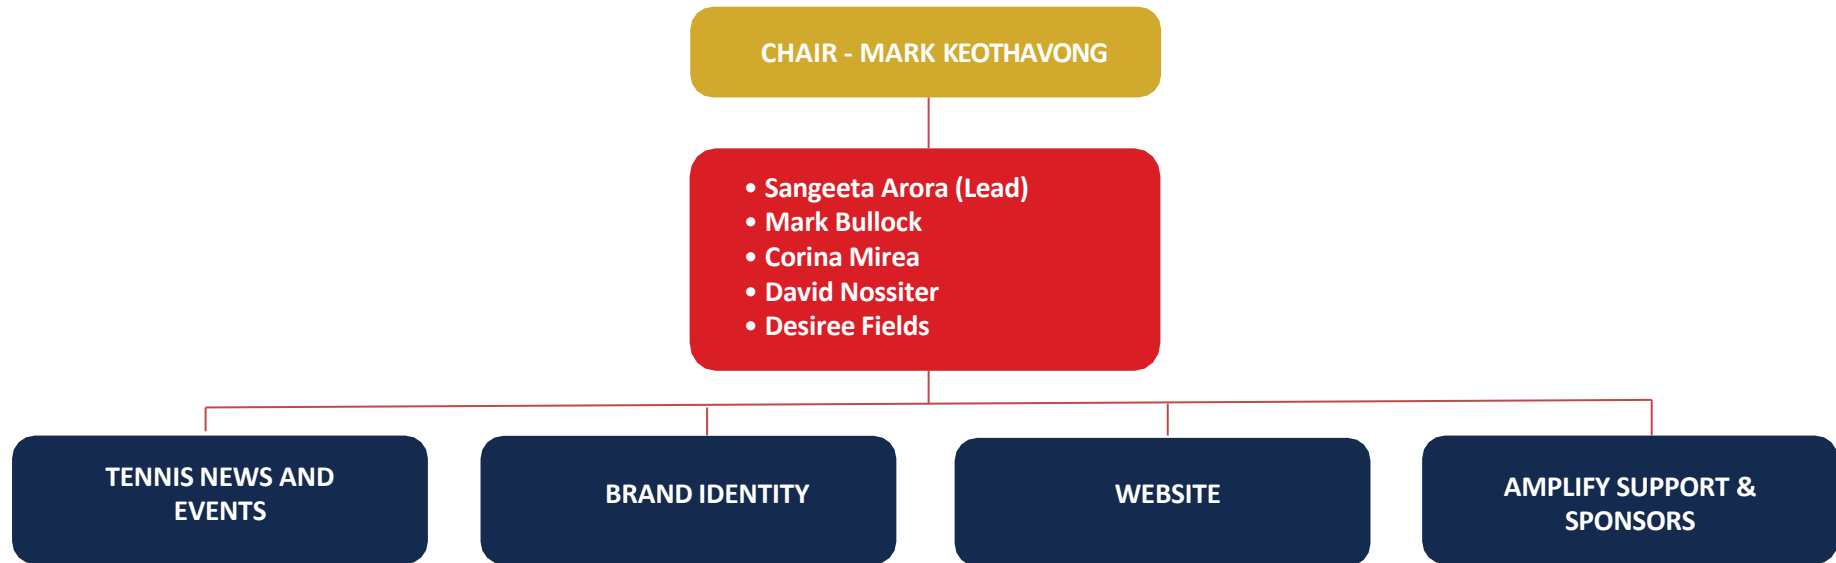 CHAIR - MARK KEOTHAVONG
• Sangeeta Arora (Lead)
• Mark Bullock
• Corina Mirea
• David Nossiter
• Desiree Fields
TENNIS NEWS AND
EVENTS
BRAND IDENTITY
WEBSITE
AMPLIFY SUPPORT &
SPONSORS